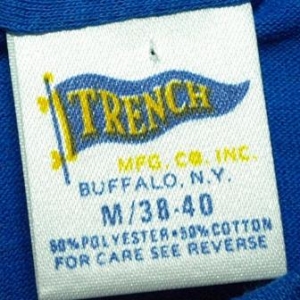 TRENCH
MFG. CO. INC.
BUFFALO, N.Y.
M/38-40
50% POLYESTER • 50% COTTON
FOR CARE SEE REVERSE